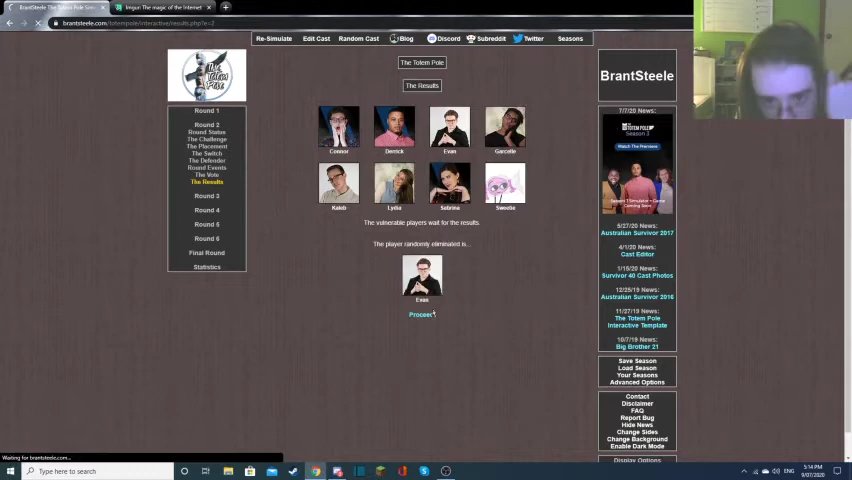 BrantSteele The Totem Pole Sim
Imgur: The magic of the Internet
brantsteele.com/totempole/interactive/results.php?e=2
Re-Simulate Edit Cast Random Cast Blog Discord Subreddit Twitter Seasons
THE TOTEM POLE
Round 1
Round 2
Round Status
The Challenge
The Placement
The Switch
The Defender
Round Events
The Vote
The Results
Round 3
Round 4
Round 5
Round 6
Final Round
Statistics
The Totem Pole
The Results
Connor Derrick Evan Garcelle
Kaleb Lydia Sabrina Sweetie
The vulnerable players wait for the results.
The player randomly eliminated is...
Evan
Proceed
BrantSteele
7/7/20 News:
TOTEM POLE
SEASON 3
Watch The Premiere
5/27/20 News:
Australian Survivor 2017
4/1/20 News:
Cast Editor
1/15/20 News:
Survivor 40 Cast Photos
12/25/19 News:
Australian Survivor 2016
11/27/19 News:
The Totem Pole
Interactive Template
10/7/19 News:
Big Brother 21
Save Season
Load Season
Your Seasons
Advanced Options
Contact
Disclaimer
FAQ
Report Bug
Hide News
Change Sides
Change Background
Enable Dark Mode
Display Options
Waiting for brantsteele.com...
Type here to search
ENG
5:14 PM
9/07/2020